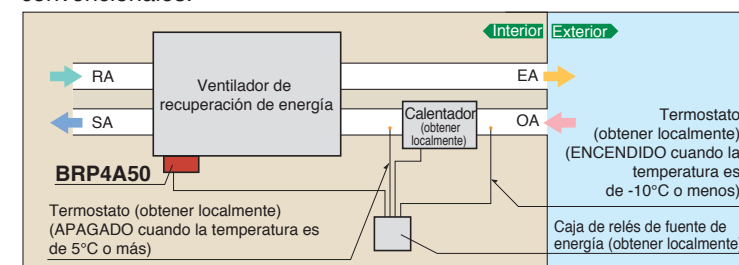 convencionales.
Interior Exterior
RA
Ventilador de
recuperación de energía
EA
SA
Calentador
(obtener
localmente)
OA
Termostato
(obtener localmente)
(ENCENDIDO cuando la
temperatura es
de -10°C o menos)
BRP4A50
Termostato (obtener localmente)
(APAGADO cuando la temperatura es
de 5°C o más)
Caja de relés de fuente de
energía (obtener localmente